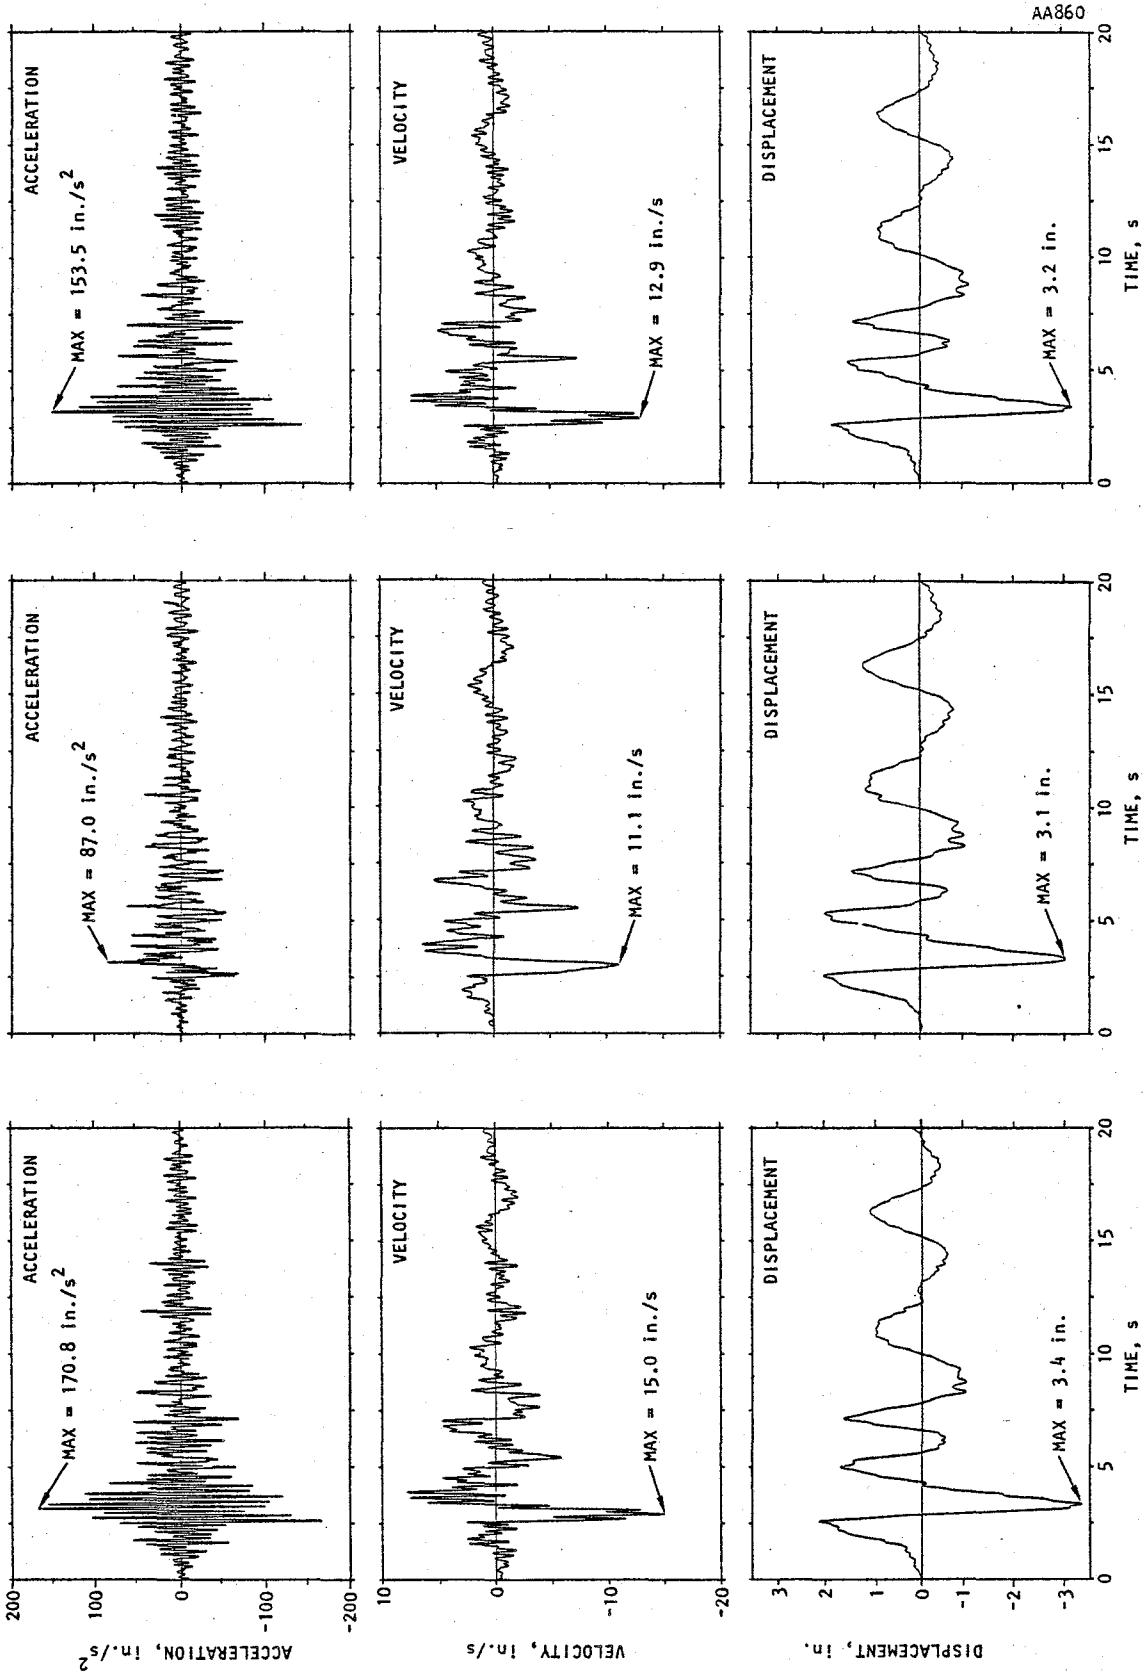 ACCELERATION, in./s²
200
100
0
-100
-200
MAX = 170.8 in./s²
ACCELERATION
MAX = 87.0 in./s²
ACCELERATION
MAX = 153.5 in./s²
ACCELERATION
VELOCITY, in./s
10
0
-10
-20
VELOCITY
MAX = 15.0 in./s
VELOCITY
MAX = 11.1 in./s
VELOCITY
MAX = 12.9 in./s
DISPLACEMENT, in.
3
2
1
0
-1
-2
-3
DISPLACEMENT
MAX = 3.4 in.
DISPLACEMENT
MAX = 3.1 in.
DISPLACEMENT
MAX = 3.2 in.
0 5 10 15 20
TIME, s
0 5 10 15 20
TIME, s
0 5 10 15 20
TIME, s
AA860